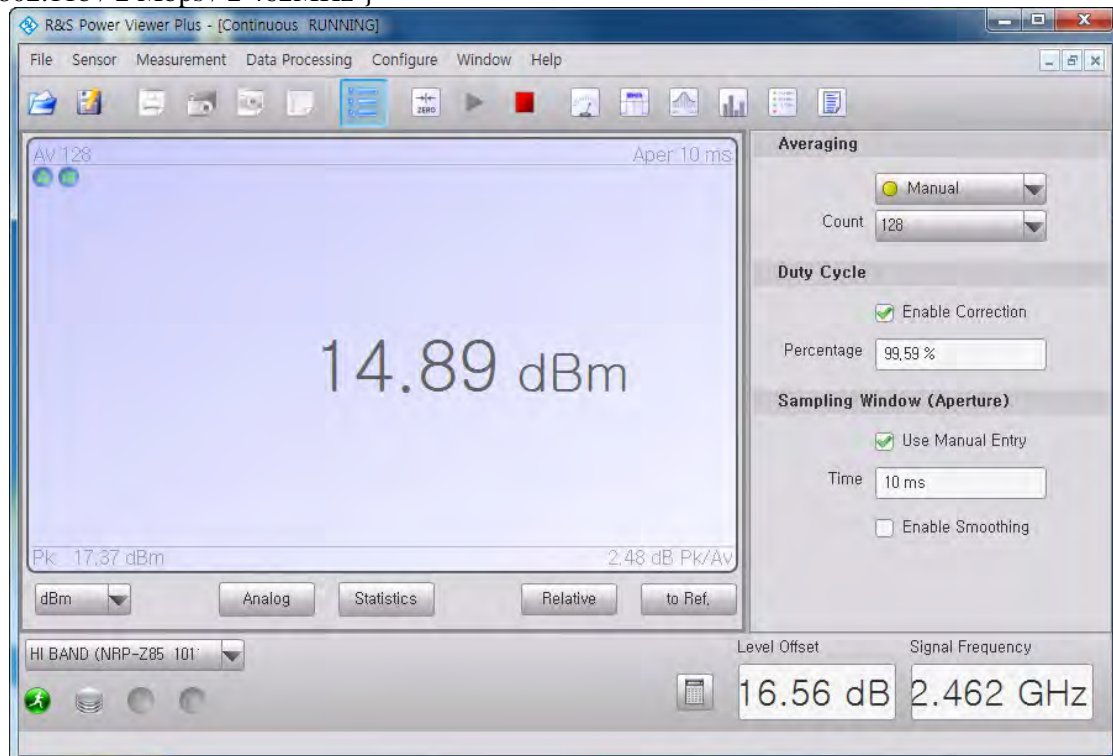 R&S Power Viewer Plus - [Continuous RUNNING]
File Sensor Measurement Data Processing Configure Window Help
ZERO
Av 128 Aper 10 ms
14.89 dBm
Pk 17.37 dBm 2.48 dB Pk/Av
dBm Analog Statistics Relative to Ref,
Averaging
Manual
Count 128
Duty Cycle
Enable Correction
Percentage 99,59 %
Sampling Window (Aperture)
Use Manual Entry
Time 10 ms
Enable Smoothing
HI BAND (NRP-Z85 101
Level Offset Signal Frequency
16.56 dB 2.462 GHz